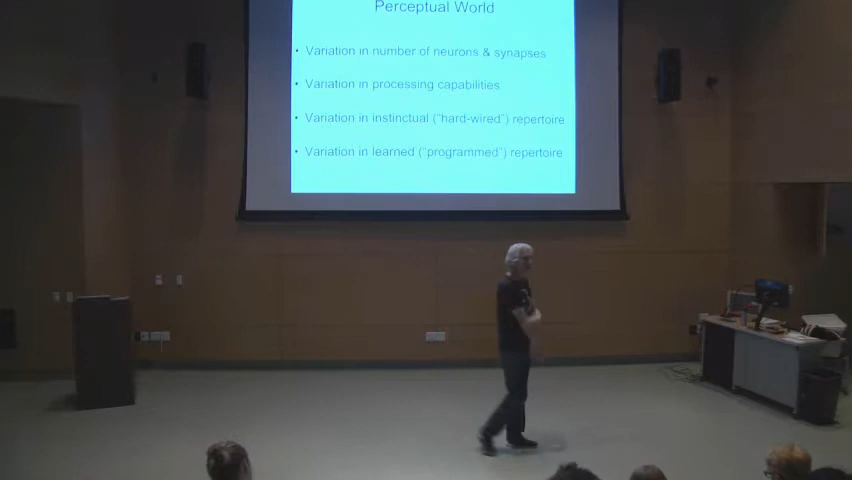 Perceptual World
• Variation in number of neurons & synapses
• Variation in processing capabilities
• Variation in instinctual ("hard-wired") repertoire
• Variation in learned ("programmed") repertoire